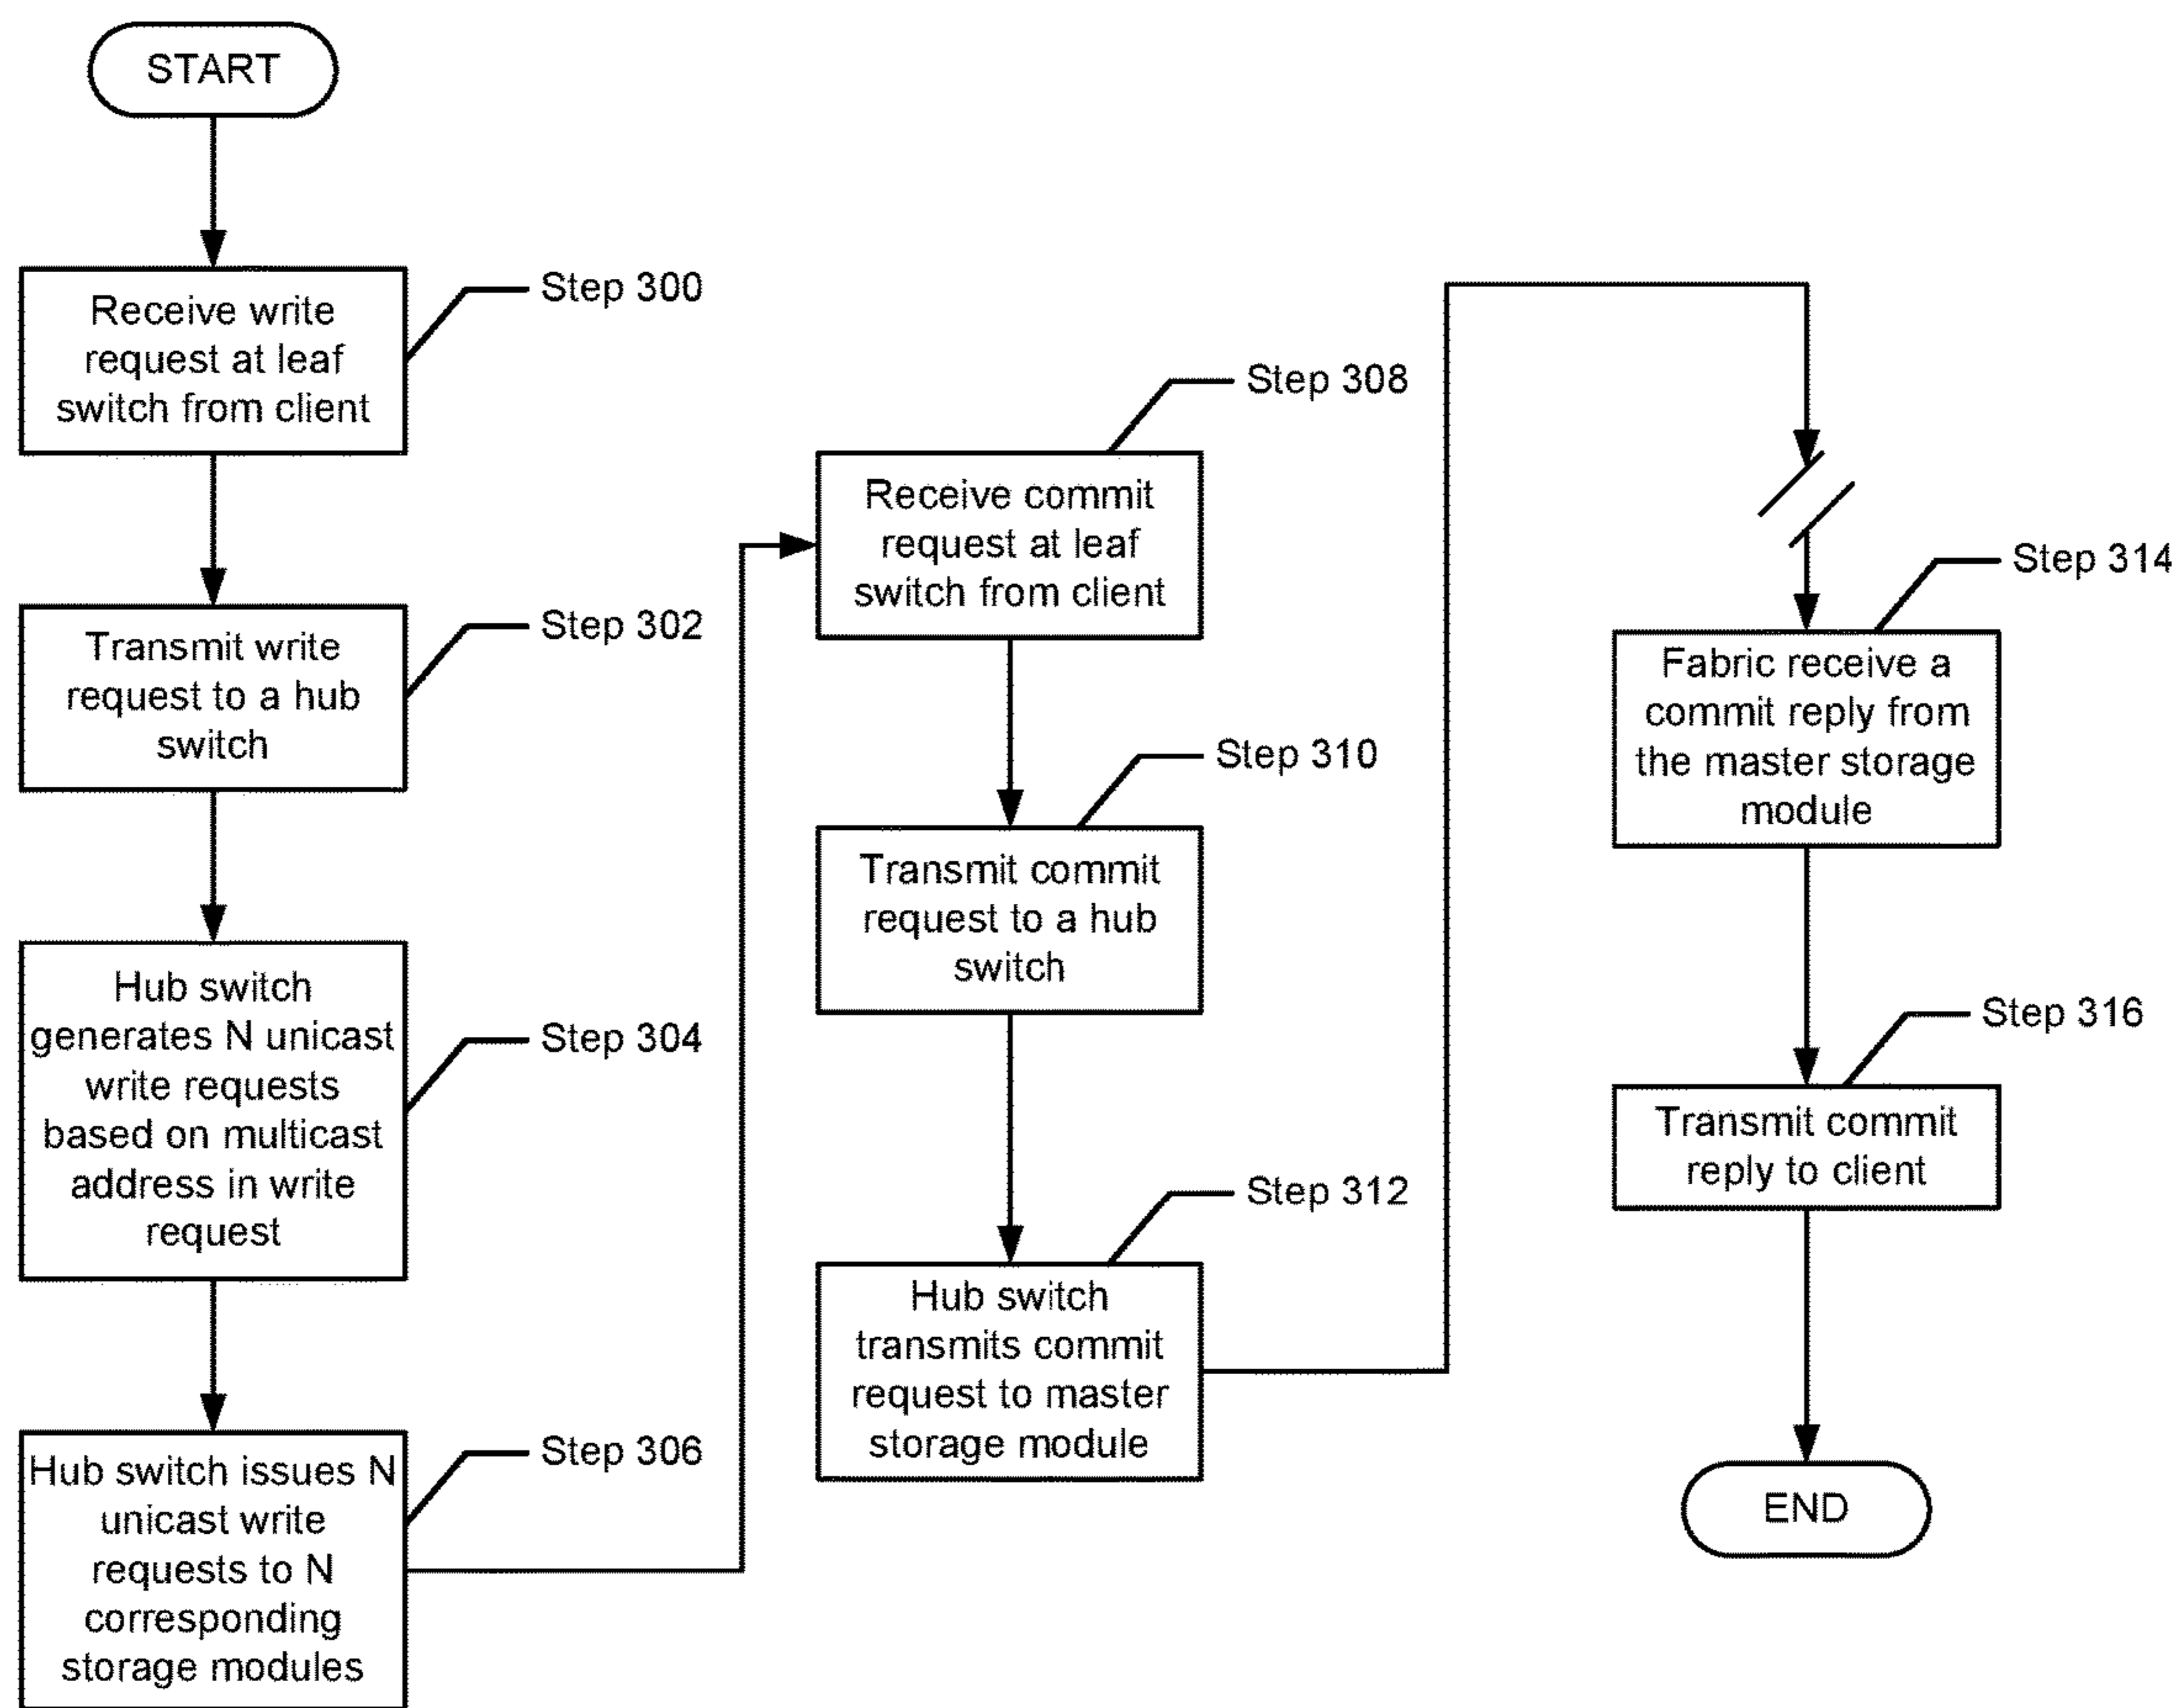 START
Receive write
request at leaf
switch from client
Step 300
Transmit write
request to a hub
switch
Step 302
Hub switch
generates N unicast
write requests
based on multicast
address in write
request
Step 304
Hub switch issues N
unicast write
requests to N
corresponding
storage modules
Step 306
Receive commit
request at leaf
switch from client
Step 308
Transmit commit
request to a hub
switch
Step 310
Hub switch
transmits commit
request to master
storage module
Step 312
Fabric receive a
commit reply from
the master storage
module
Step 314
Transmit commit
reply to client
Step 316
END